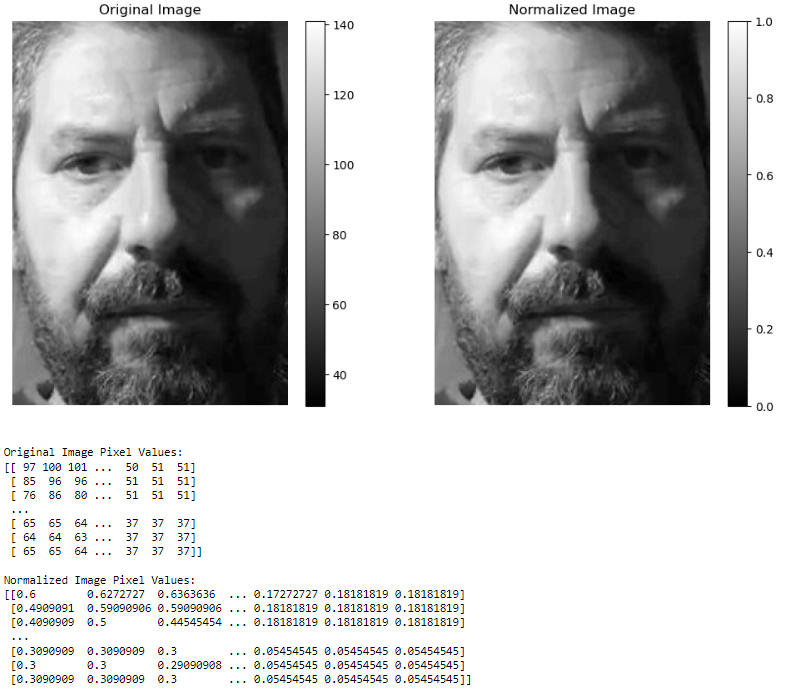 Original Image
Normalized Image
140
120
100
80
60
40
1.0
0.8
0.6
0.4
0.2
0.0
Original Image Pixel Values:
[[ 97 100 101 ...  50  51  51]
 [ 85  96  96 ...  51  51  51]
 [ 76  86  80 ...  51  51  51]
 ...
 [ 65  65  64 ...  37  37  37]
 [ 64  64  63 ...  37  37  37]
 [ 65  65  64 ...  37  37  37]]
Normalized Image Pixel Values:
[[0.6        0.6272727  0.6363636  ... 0.17272727 0.18181819 0.18181819]
 [0.4909091  0.59090906 0.59090906 ... 0.18181819 0.18181819 0.18181819]
 [0.4090909  0.5        0.44545454 ... 0.18181819 0.18181819 0.18181819]
 ...
 [0.3090909  0.3090909  0.3        ... 0.05454545 0.05454545 0.05454545]
 [0.3        0.3        0.29090908 ... 0.05454545 0.05454545 0.05454545]
 [0.3090909  0.3090909  0.3        ... 0.05454545 0.05454545 0.05454545]]